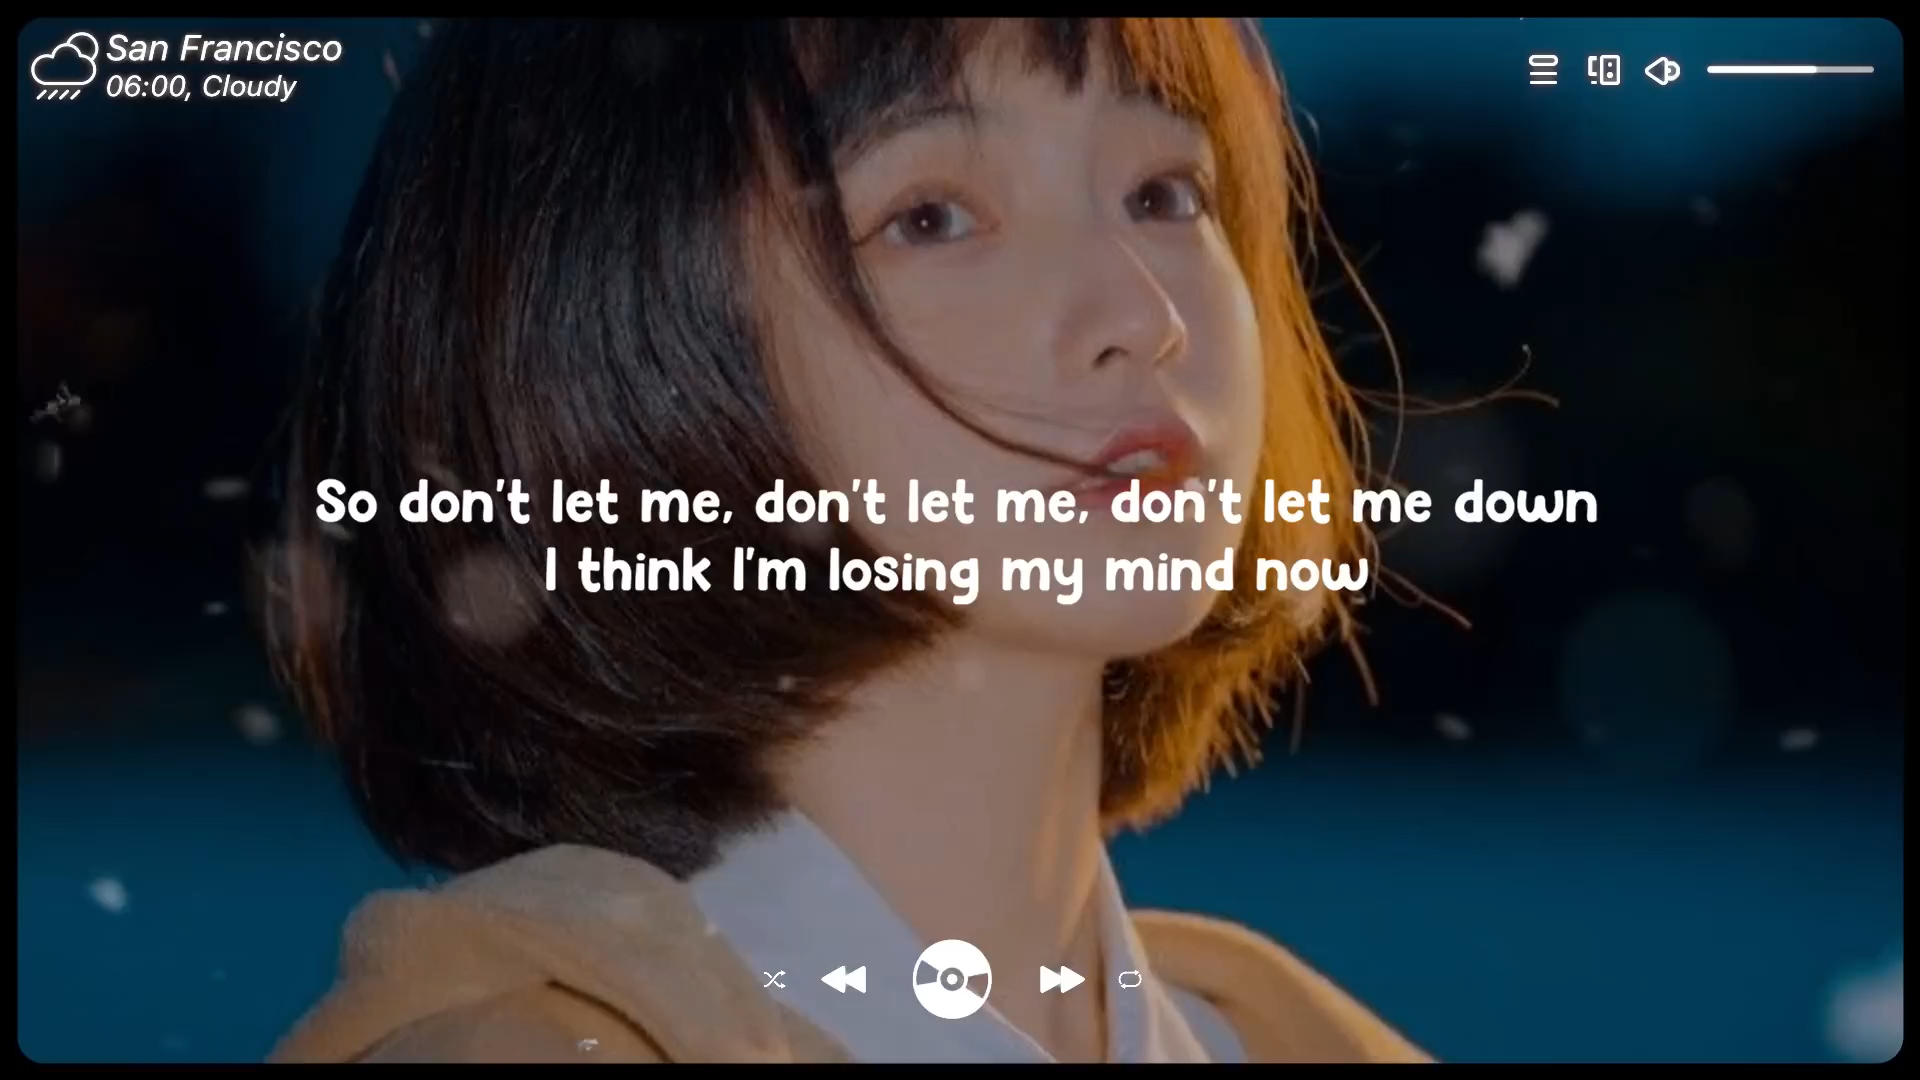 San Francisco
06:00, Cloudy
So don't let me, don't let me, don't let me down
I think I'm losing my mind now